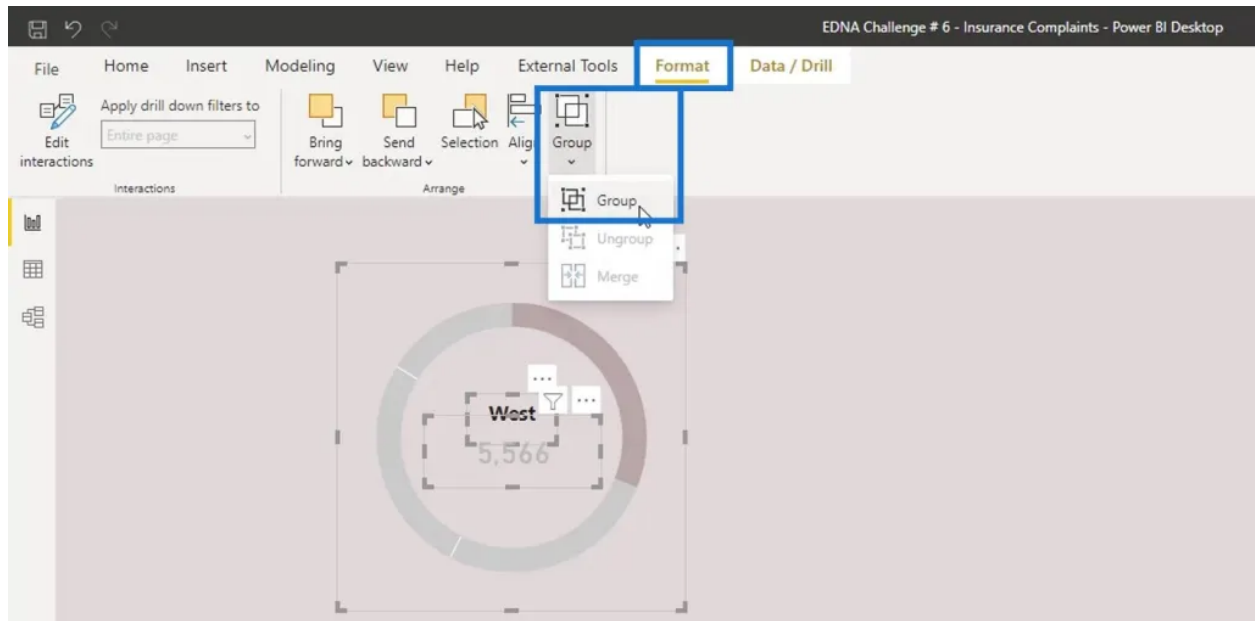 EDNA Challenge # 6 - Insurance Complaints - Power BI Desktop
File Home Insert Modeling View Help External Tools Format Data / Drill
Apply drill down filters to
Entire page
Edit
interactions
Bring
forward
Send
backward
Selection
Alig
Group
Interactions
Arrange
Group
Ungroup
Merge
West
5,566